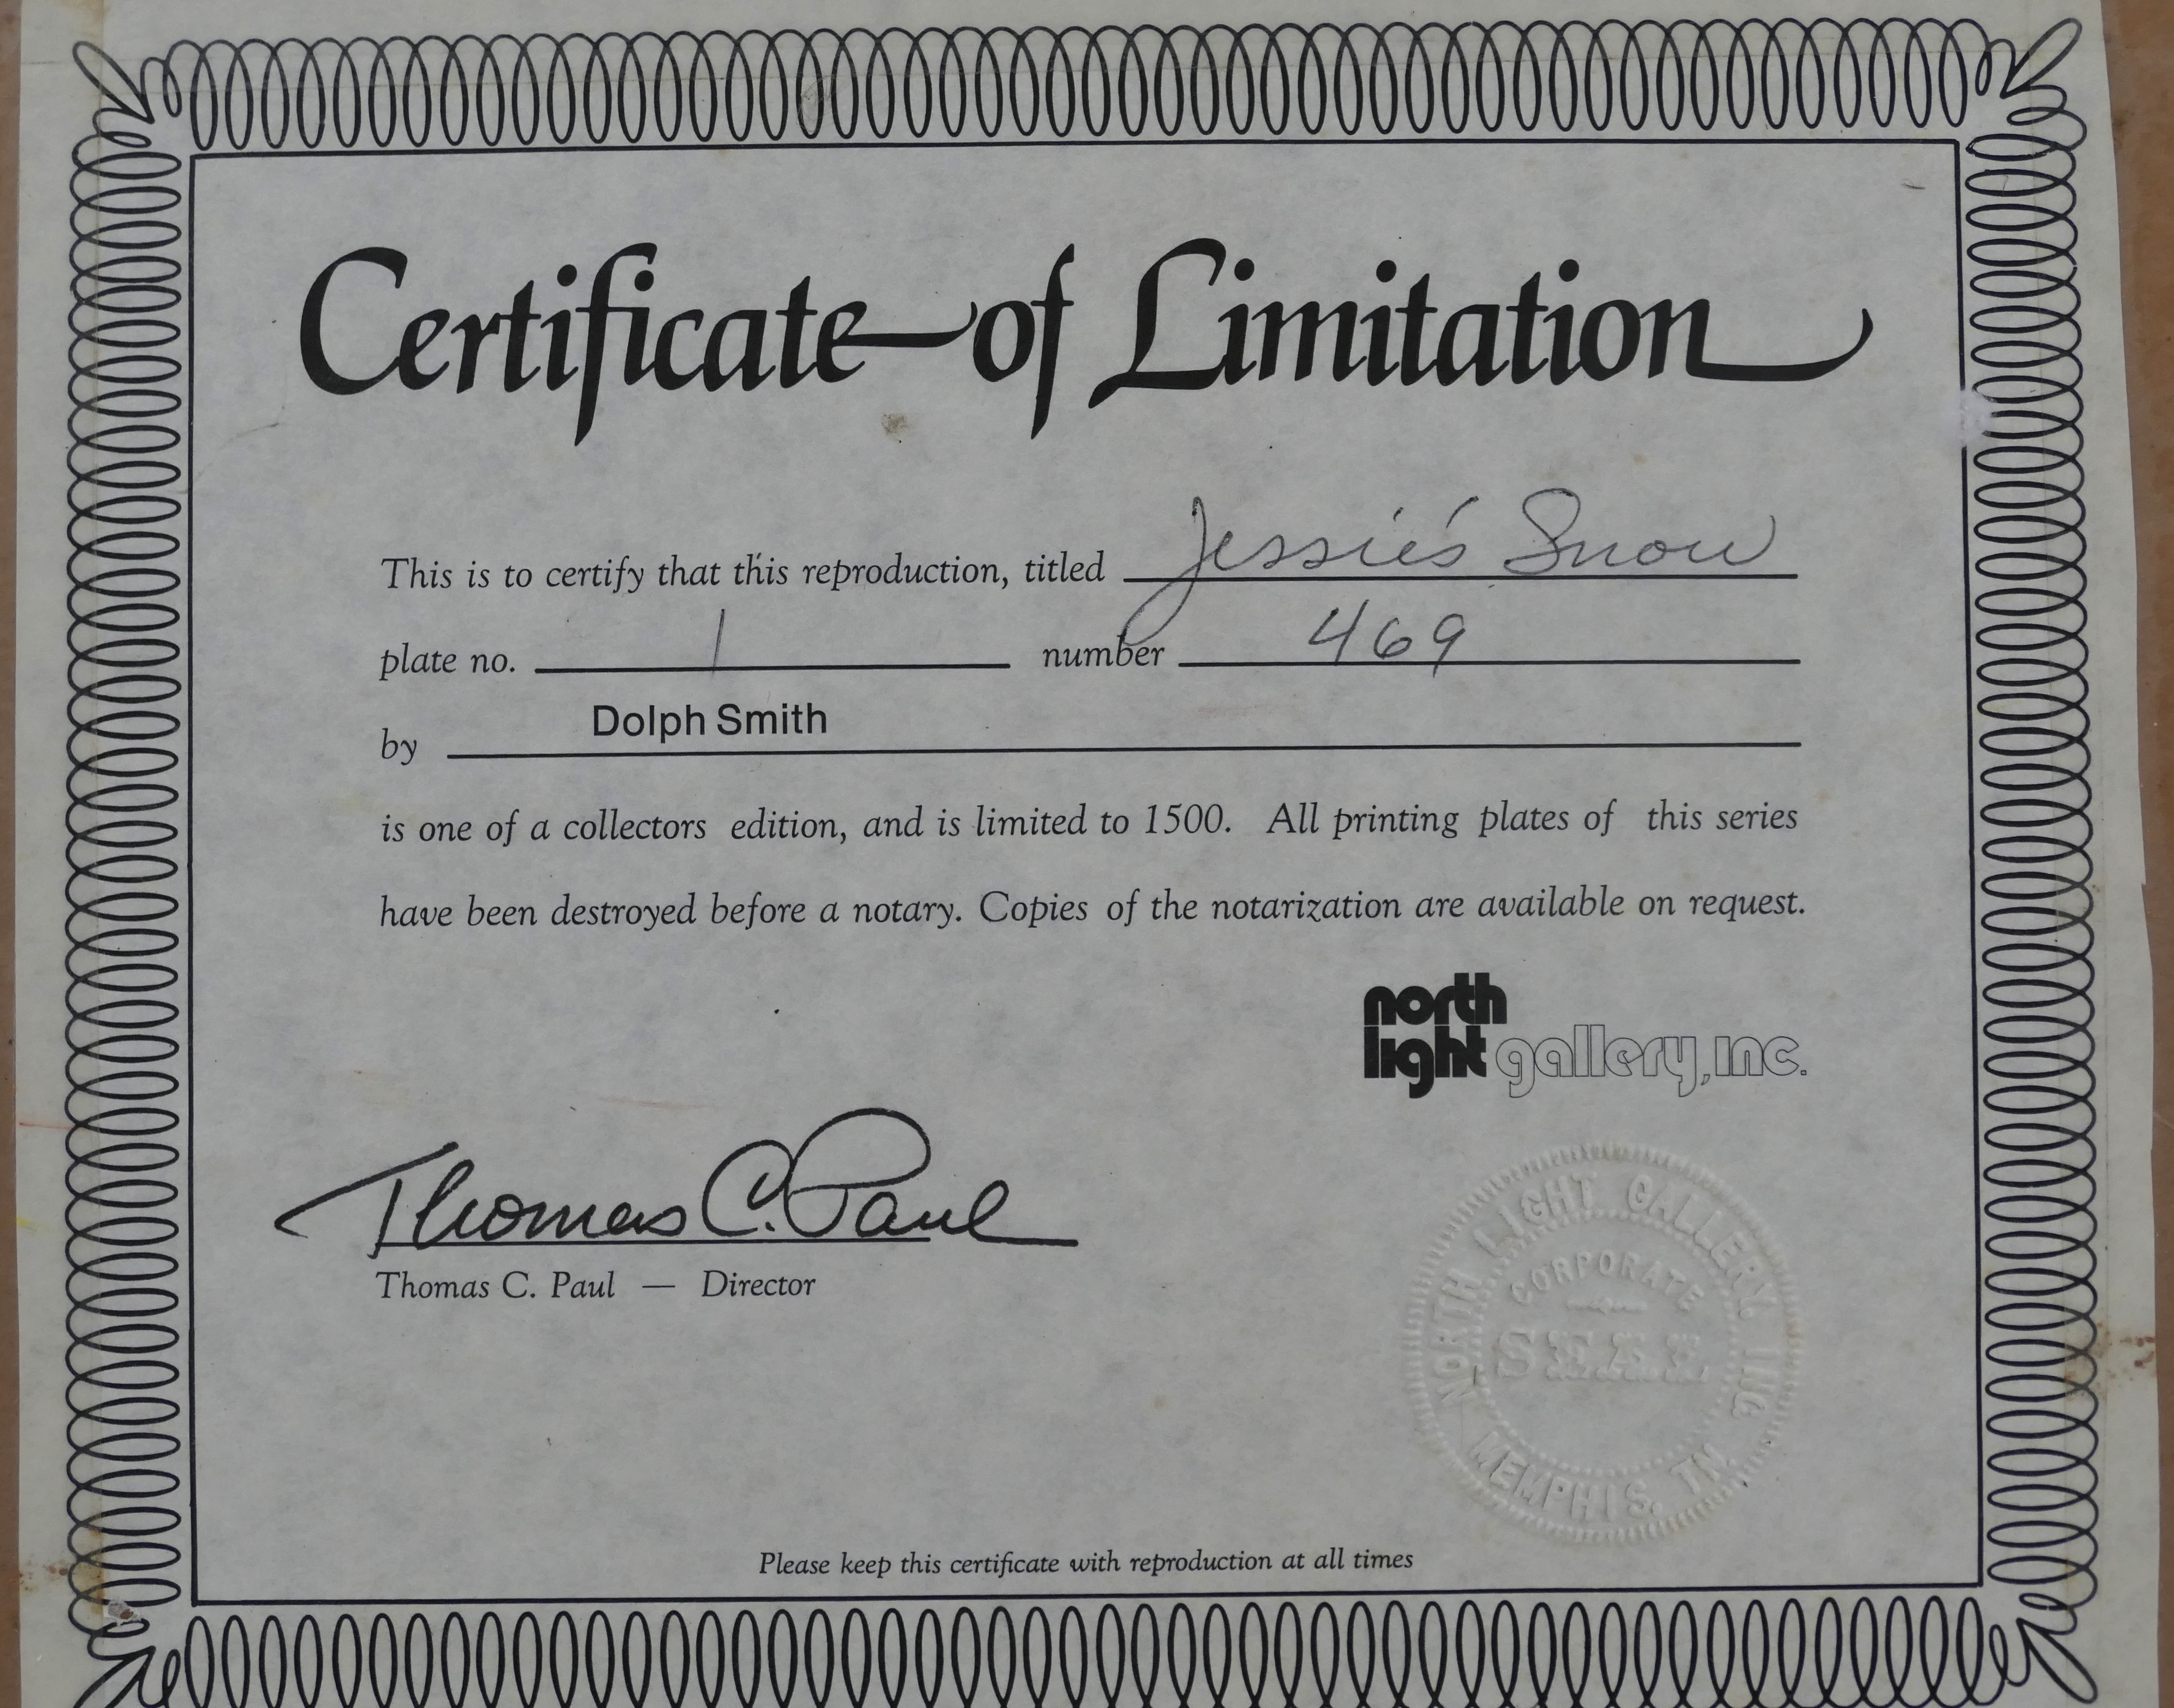 Certificate of Limitation
This is to certify that this reproduction, titled Jessie's Snow
plate no. 1 number 469
by Dolph Smith
is one of a collectors edition, and is limited to 1500. All printing plates of this series
have been destroyed before a notary. Copies of the notarization are available on request.
north
light gallery, inc.
Thomas C. Paul
Thomas C. Paul — Director
NORTH LIGHT GALLERY, INC.
CORPORATE
SEAL
MEMPHIS, TN.
Please keep this certificate with reproduction at all times